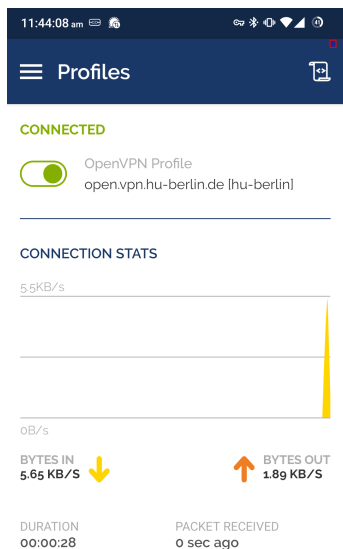 11:44:08 am
Profiles
CONNECTED
OpenVPN Profile
open.vpn.hu-berlin.de [hu-berlin]
CONNECTION STATS
5.5KB/s
0B/s
BYTES IN
5.65 KB/S
BYTES OUT
1.89 KB/S
DURATION
00:00:28
PACKET RECEIVED
0 sec ago